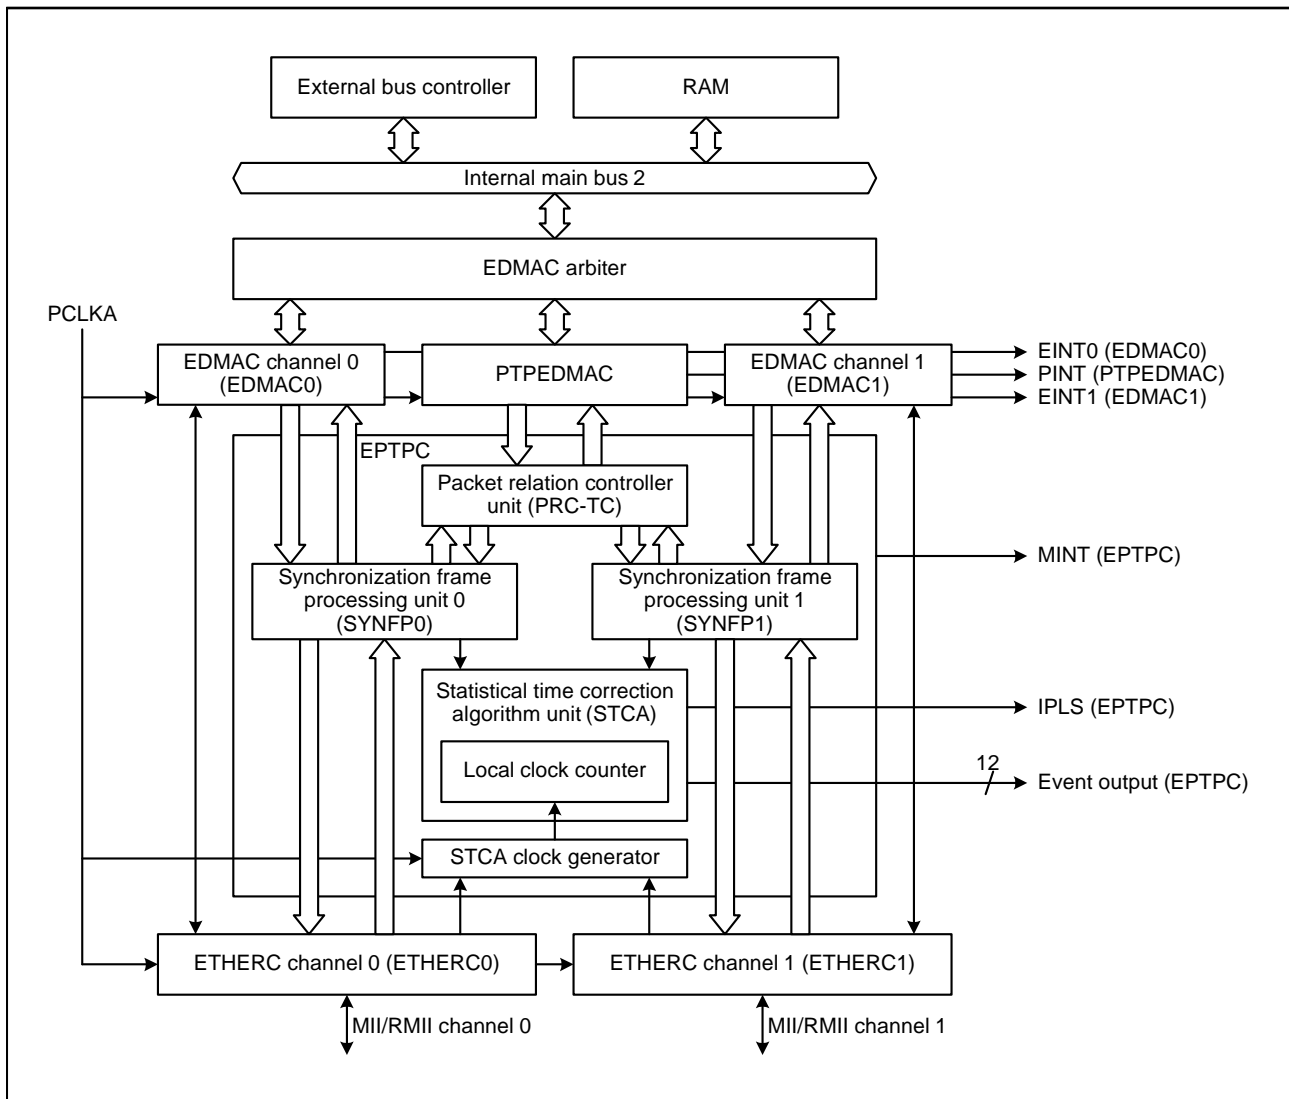 External bus controller
RAM
Internal main bus 2
EDMAC arbiter
PCLKA
EDMAC channel 0
(EDMAC0)
PTPEDMAC
EDMAC channel 1
(EDMAC1)
EINT0 (EDMAC0)
PINT (PTPEDMAC)
EINT1 (EDMAC1)
EPTPC
Packet relation controller
unit (PRC-TC)
MINT (EPTPC)
Synchronization frame
processing unit 0
(SYNFP0)
Synchronization frame
processing unit 1
(SYNFP1)
Statistical time correction
algorithm unit (STCA)
IPLS (EPTPC)
Local clock counter
12
Event output (EPTPC)
STCA clock generator
ETHERC channel 0 (ETHERC0)
ETHERC channel 1 (ETHERC1)
MII/RMII channel 0
MII/RMII channel 1